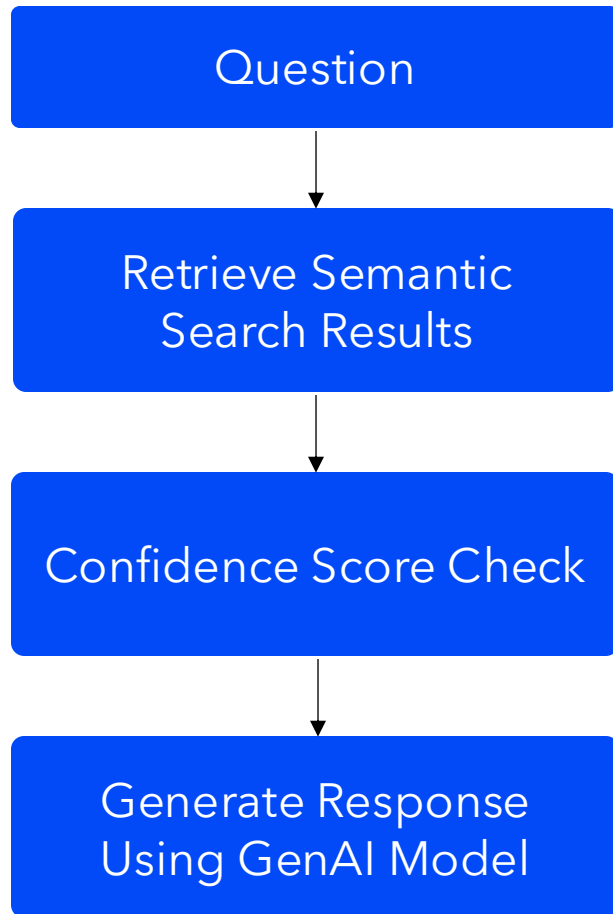 Question
Retrieve Semantic
Search Results
Confidence Score Check
Generate Response
Using GenAI Model